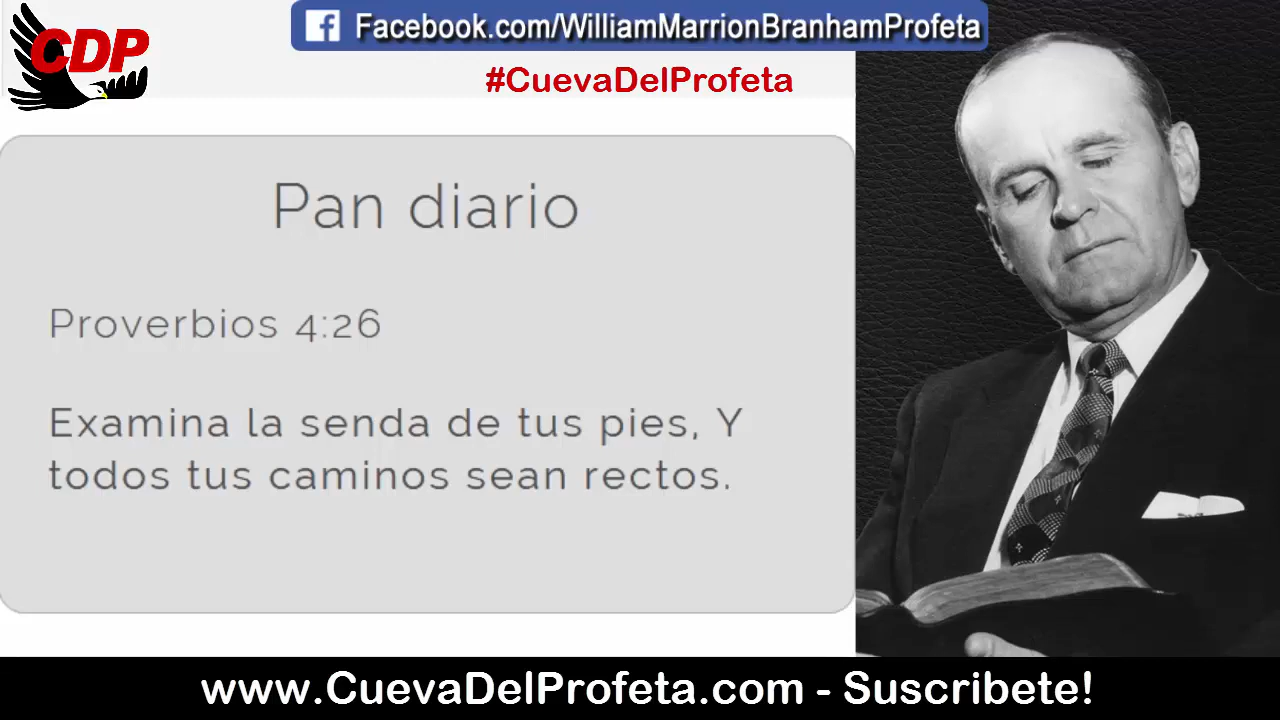 CDP
Facebook.com/WilliamMarrionBranhamProfeta
#CuevaDelProfeta
Pan diario
Proverbios 4:26
Examina la senda de tus pies, Y
todos tus caminos sean rectos.
www.CuevaDelProfeta.com - Suscribete!